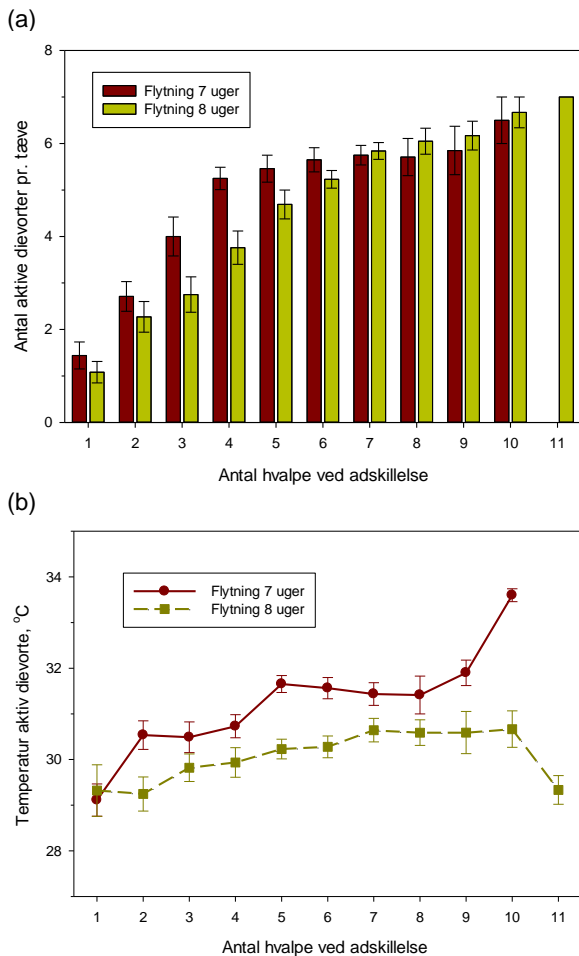 (a)
Antal aktive dievorter pr. tæve
8
6
4
2
0
Flytning 7 uger
Flytning 8 uger
1 2 3 4 5 6 7 8 9 10 11
Antal hvalpe ved adskillelse
(b)
Temperatur aktiv dievorte, °C
34
32
30
28
Flytning 7 uger
Flytning 8 uger
1 2 3 4 5 6 7 8 9 10 11
Antal hvalpe ved adskillelse